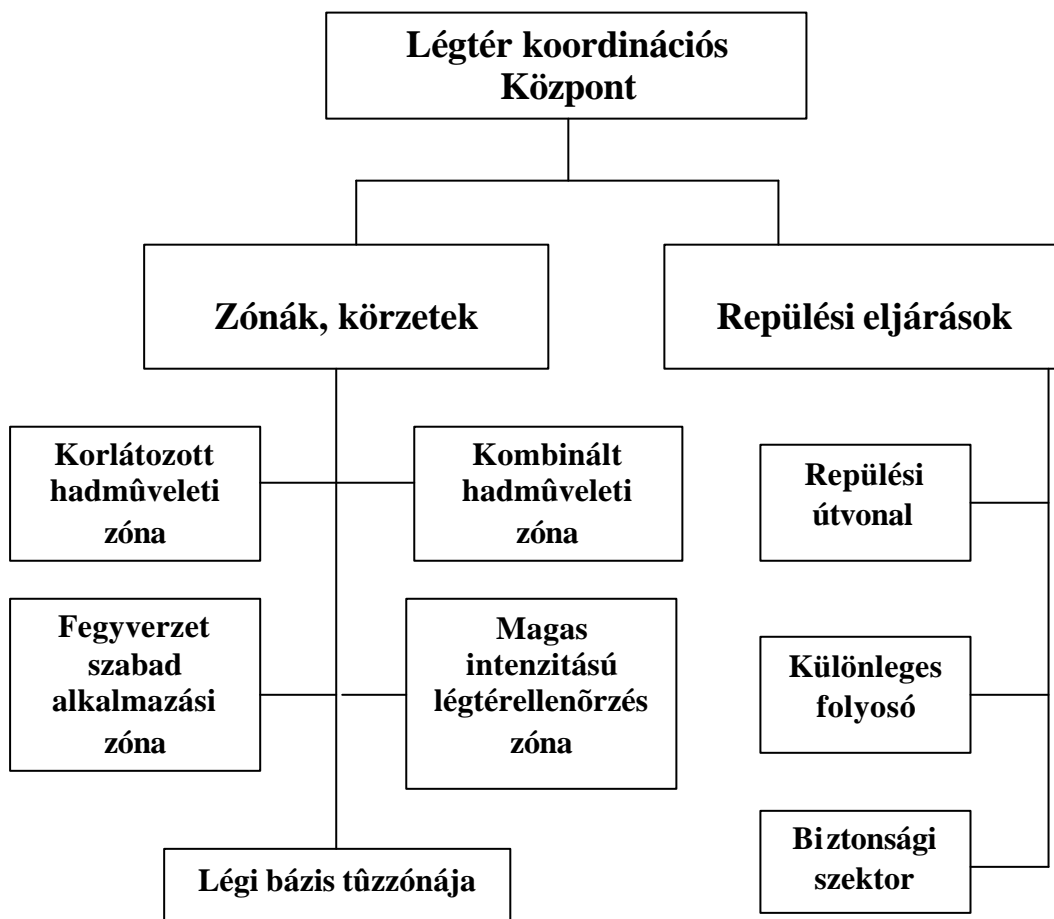 Légtér koordinációs
Központ
Zónák, körzetek
Repülési eljárások
Korlátozott
hadmûveleti
zóna
Kombinált
hadmûveleti
zóna
Repülési
útvonal
Fegyverzet
szabad
alkalmazási
zóna
Magas
intenzitású
légtérellenõrzés
zóna
Különleges
folyosó
Légi bázis tûzzónája
Biztonsági
szektor